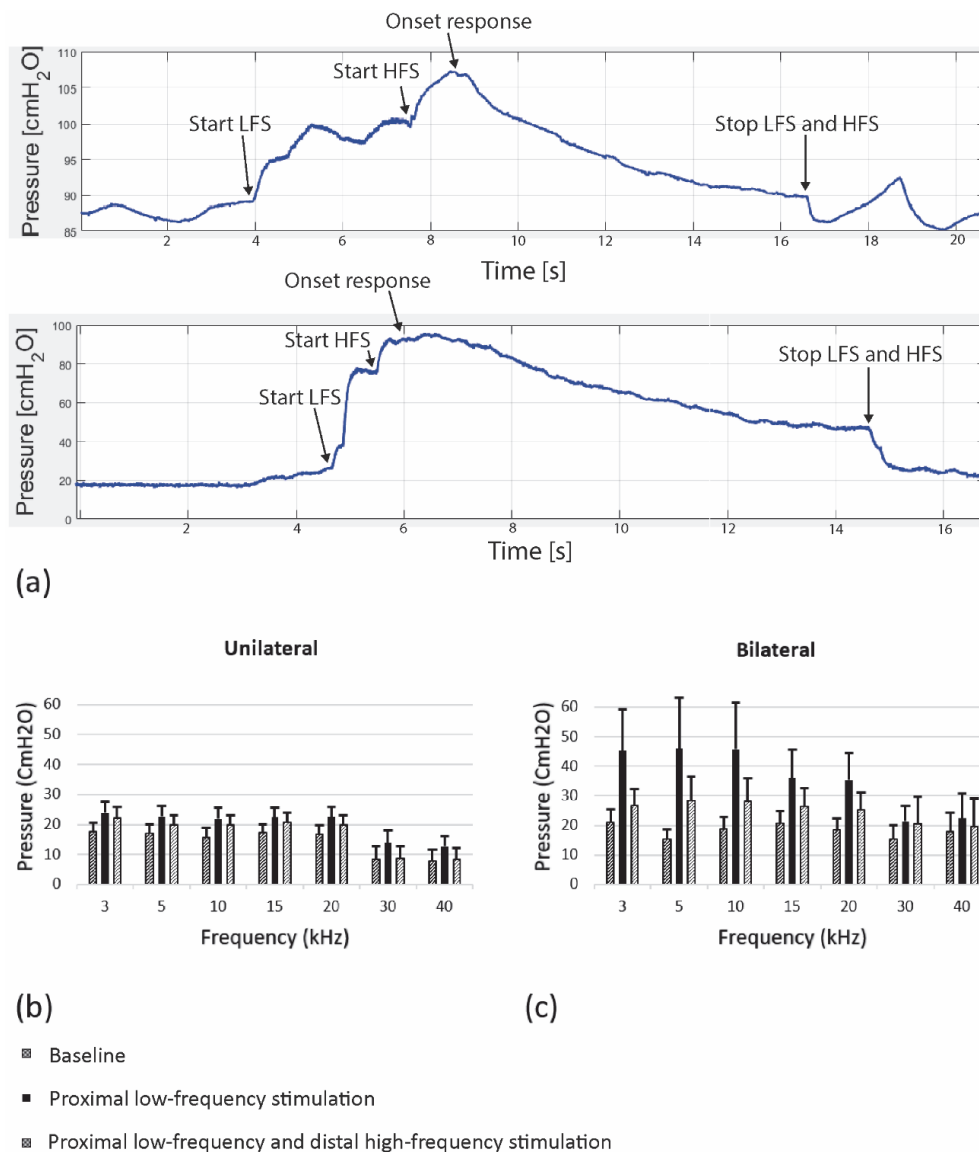 Onset response
Start HFS
Start LFS
Stop LFS and HFS
Pressure [cmH₂O]
110
105
100
95
90
85
2 4 6 8 10 12 14 16 18 20
Time [s]
Onset response
Start HFS
Start LFS
Stop LFS and HFS
Pressure [cmH₂O]
100
80
60
40
20
0
2 4 6 8 10 12 14 16
Time [s]
(a)
Unilateral
Pressure (CmH2O)
60
50
40
30
20
10
0
3 5 10 15 20 30 40
Frequency (kHz)
(b)
Bilateral
Pressure (CmH2O)
60
50
40
30
20
10
0
3 5 10 15 20 30 40
Frequency (kHz)
(c)
Baseline
Proximal low-frequency stimulation
Proximal low-frequency and distal high-frequency stimulation